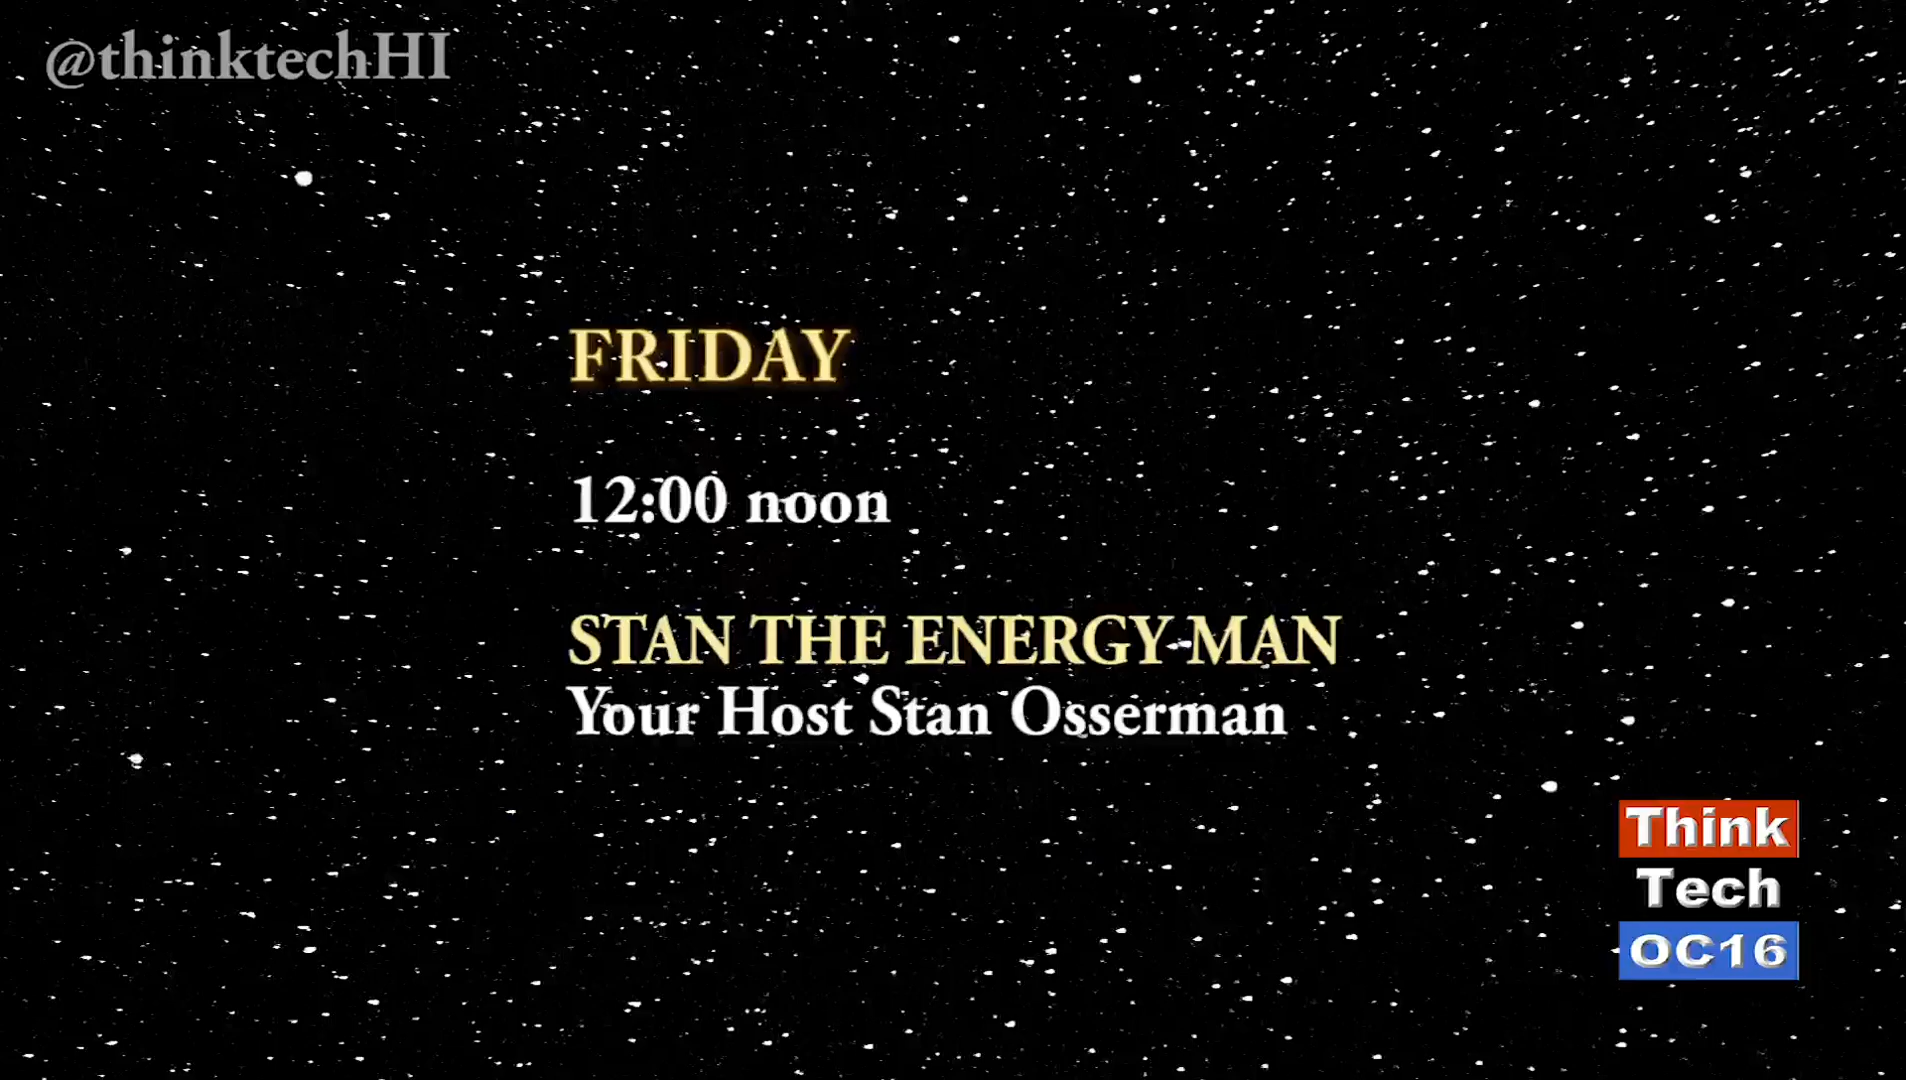 @thinktechHI
FRIDAY
12:00 noon
STAN THE ENERGY MAN
Your Host Stan Osserman
Think
Tech
OC16